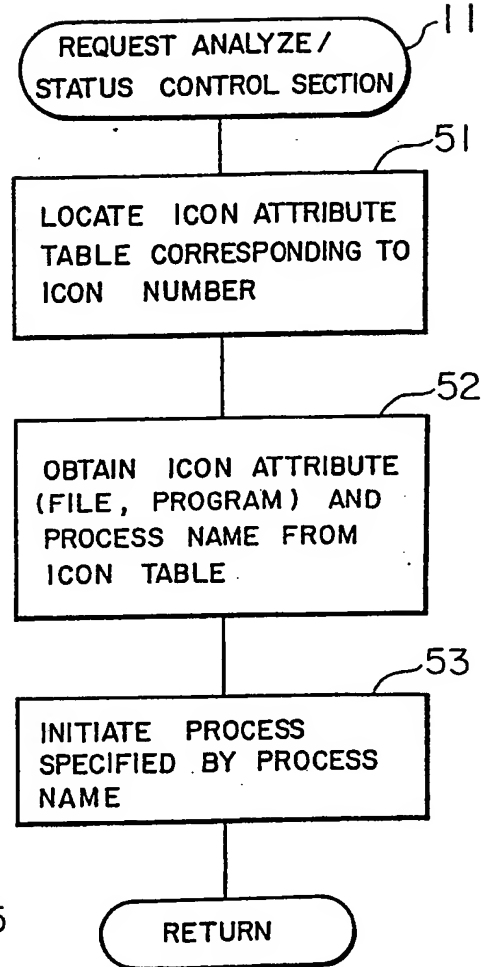 REQUEST ANALYZE/
STATUS CONTROL SECTION
11
51
LOCATE ICON ATTRIBUTE
TABLE CORRESPONDING TO
ICON NUMBER
52
OBTAIN ICON ATTRIBUTE
(FILE, PROGRAM) AND
PROCESS NAME FROM
ICON TABLE
53
INITIATE PROCESS
SPECIFIED BY PROCESS
NAME
RETURN